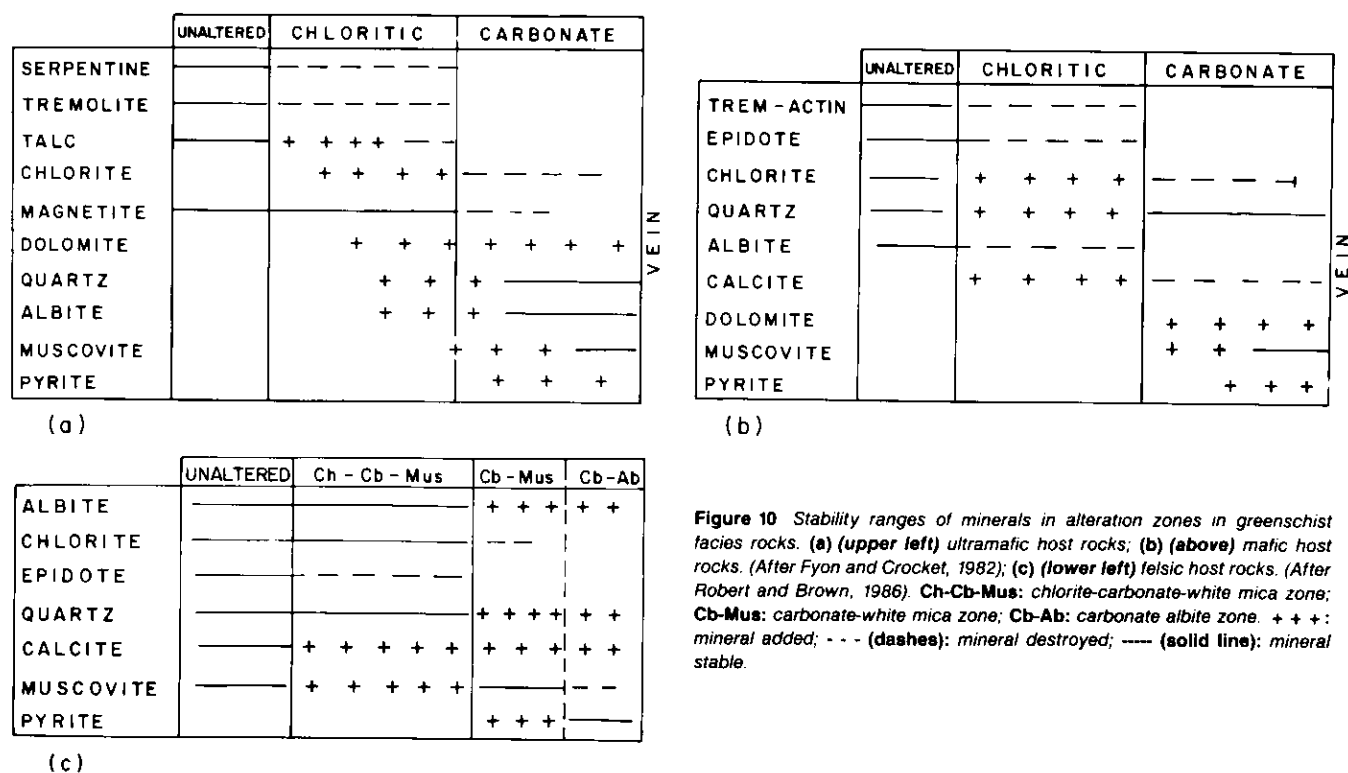 UNALTERED CHLORITIC CARBONATE
SERPENTINE
TREMOLITE
TALC + + + +
CHLORITE + + + +
MAGNETITE
DOLOMITE + + + + + + +
QUARTZ + + +
ALBITE + + +
MUSCOVITE + + +
PYRITE + + +
VEIN
(a)
UNALTERED CHLORITIC CARBONATE
TREM-ACTIN
EPIDOTE
CHLORITE + + + +
QUARTZ + + + +
ALBITE
CALCITE + + + +
DOLOMITE + + + +
MUSCOVITE + +
PYRITE + + +
VEIN
(b)
UNALTERED Ch-Cb-Mus Cb-Mus Cb-Ab
ALBITE + + + + +
CHLORITE
EPIDOTE
QUARTZ + + + + + +
CALCITE + + + + + + + + + +
MUSCOVITE + + + + +
PYRITE + + +
(c)
Figure 10 Stability ranges of minerals in alteration zones in greenschist
facies rocks. (a) (upper left) ultramafic host rocks; (b) (above) mafic host
rocks. (After Fyon and Crocket, 1982); (c) (lower left) felsic host rocks. (After
Robert and Brown, 1986). Ch-Cb-Mus: chlorite-carbonate-white mica zone;
Cb-Mus: carbonate-white mica zone; Cb-Ab: carbonate albite zone. + + +:
mineral added; - - - (dashes): mineral destroyed; ----- (solid line): mineral
stable.